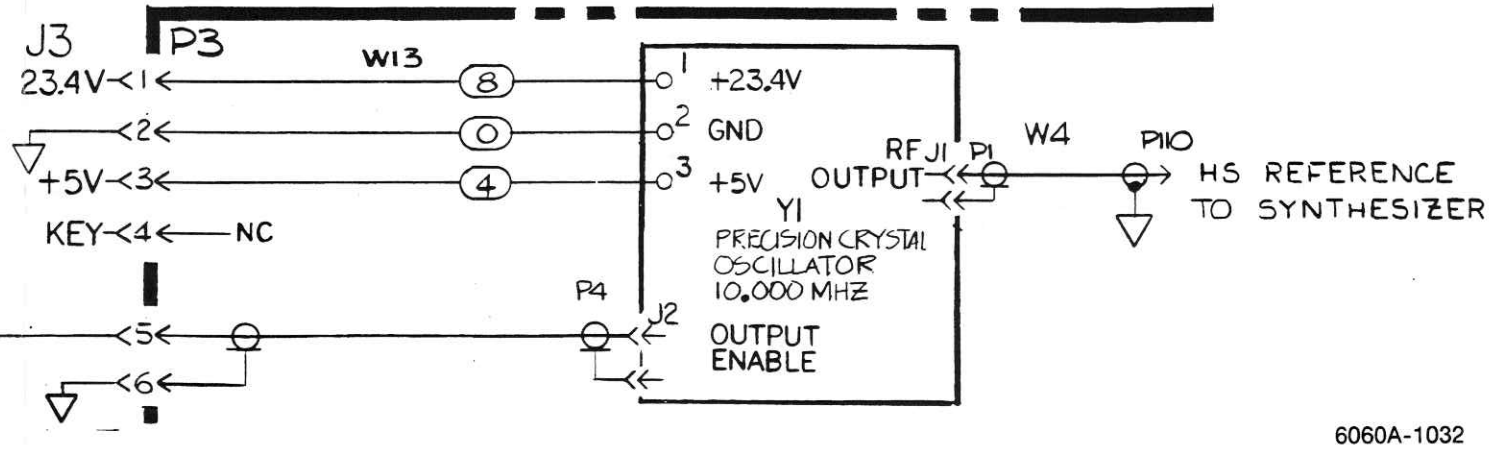 J3 P3
W13
23.4V 1 8 1 +23.4V
2 0 2 GND
+5V 3 4 3 +5V
RF J1 P1 W4 P110
OUTPUT
HS REFERENCE
TO SYNTHESIZER
KEY 4 NC
Y1
PRECISION CRYSTAL
OSCILLATOR
10.000 MHZ
P4 J2
5 OUTPUT
ENABLE
6
6060A-1032